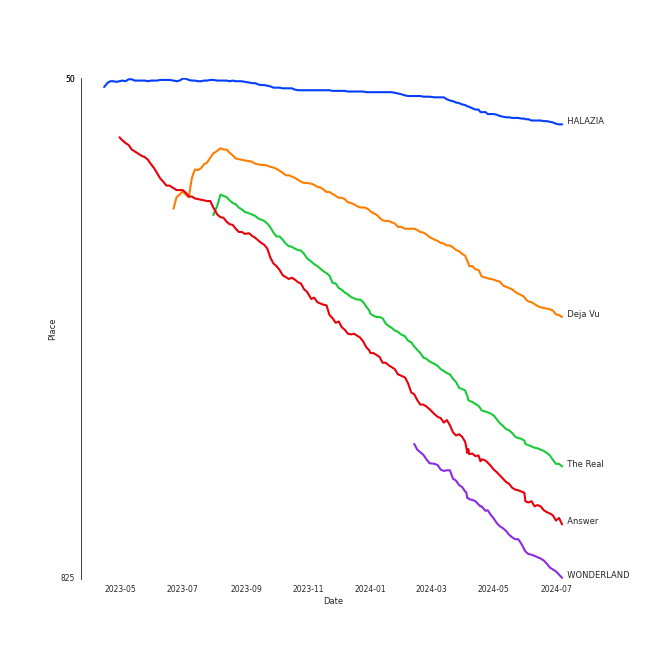 50
HALAZIA
Deja Vu
Place
The Real
Answer
WONDERLAND
825
2023-05 2023-07 2023-09 2023-11 2024-01 2024-03 2024-05 2024-07
Date